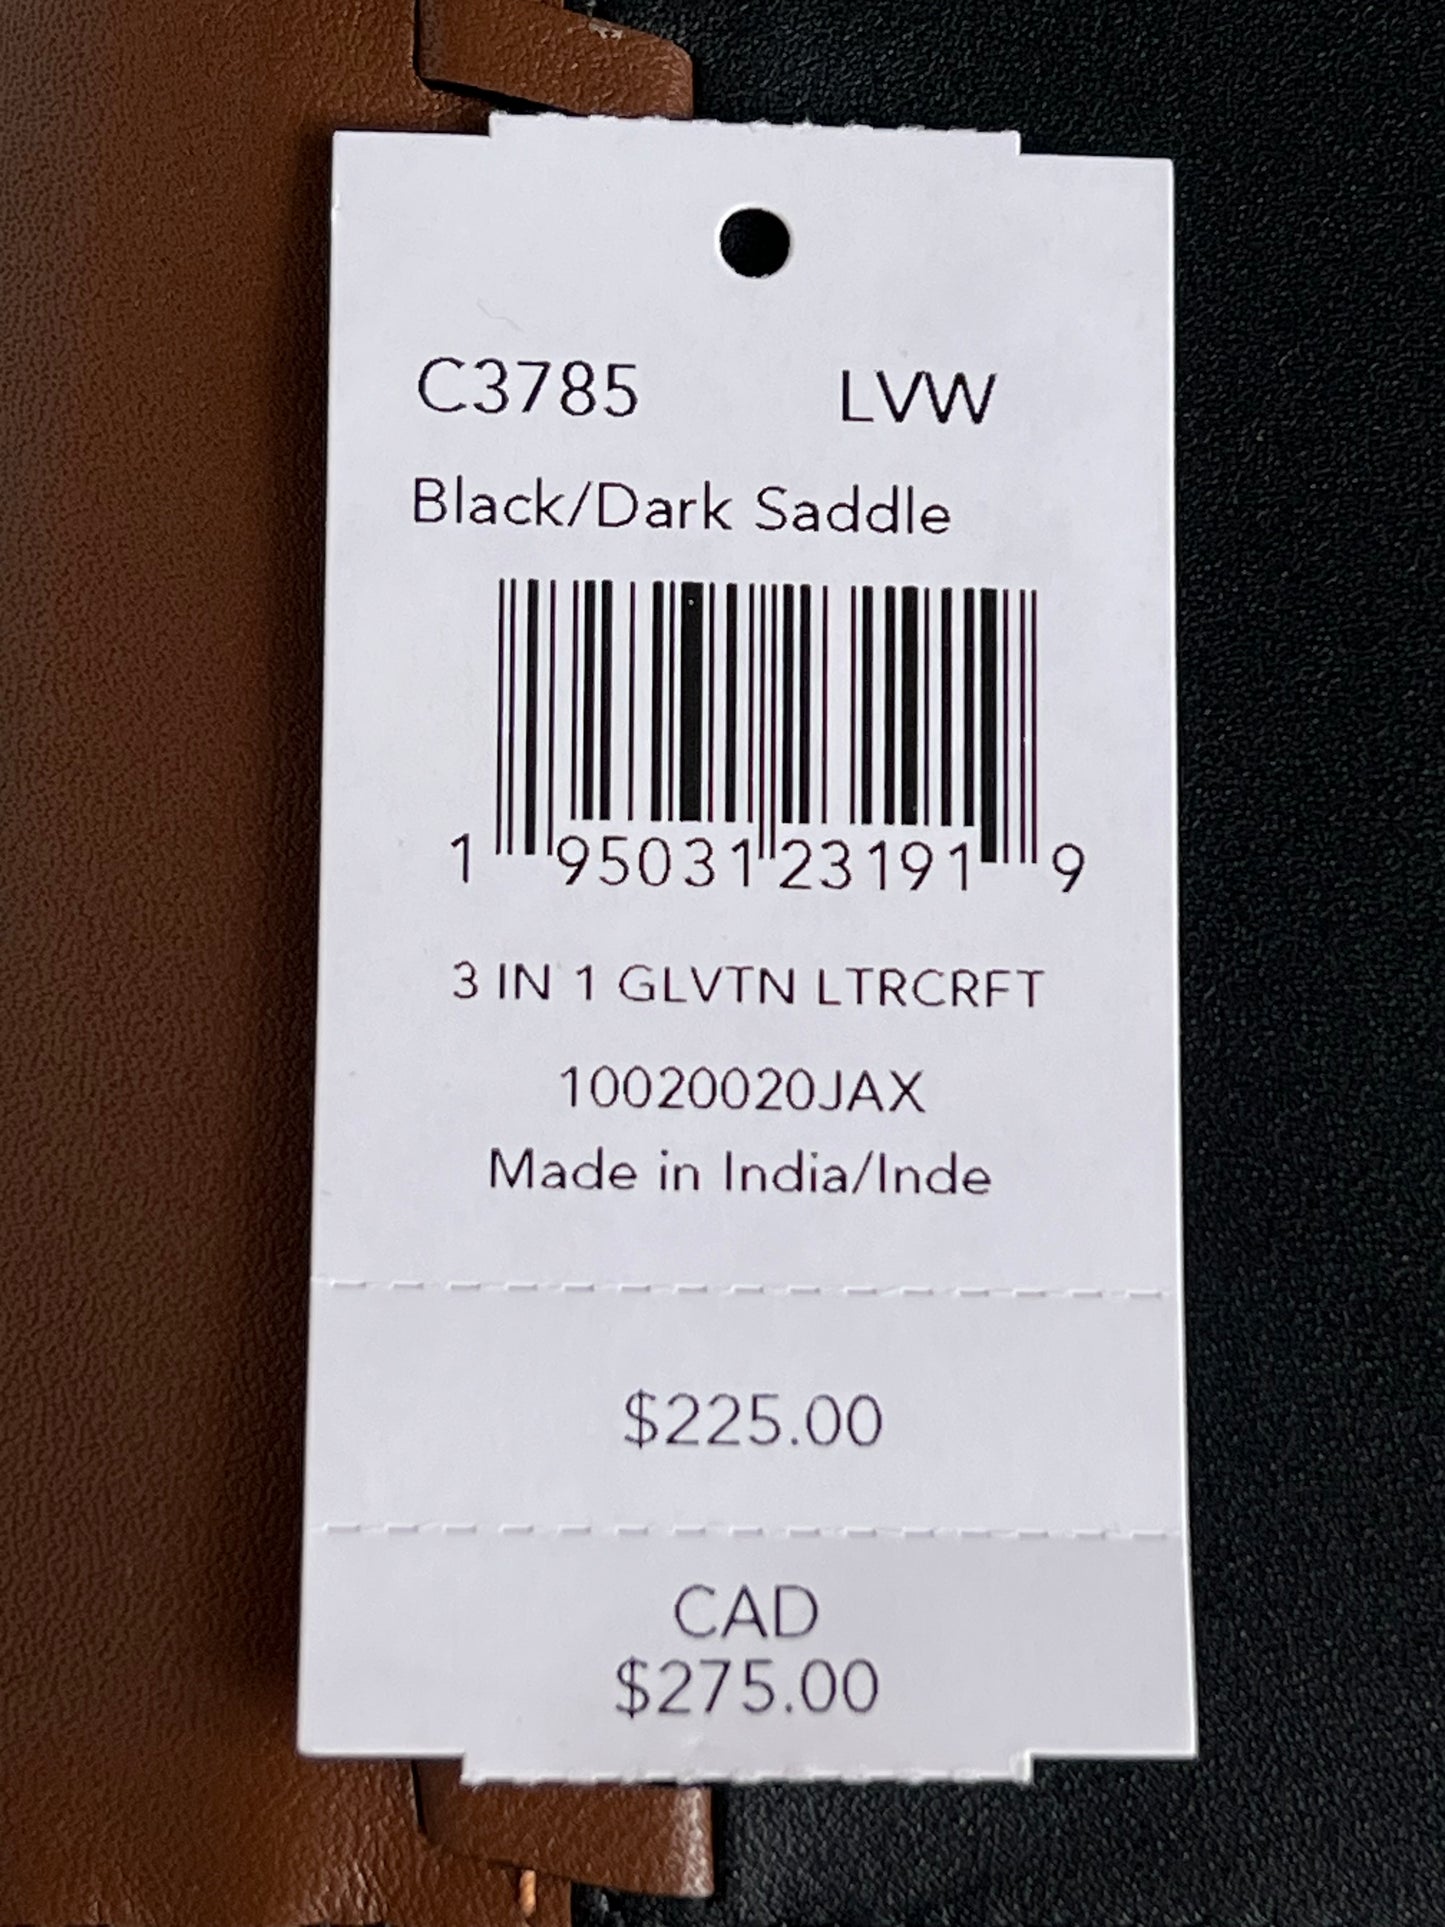 C3785 LVW
Black/Dark Saddle
1 95031 23191 9
3 IN 1 GLVTN LTRCRFT
10020020JAX
Made in India/Inde
$225.00
CAD
$275.00